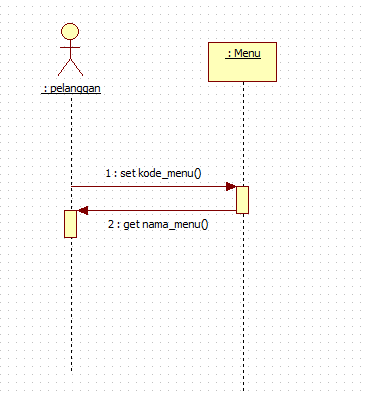 : pelanggan
: Menu
1 : set kode_menu()
2 : get nama_menu()